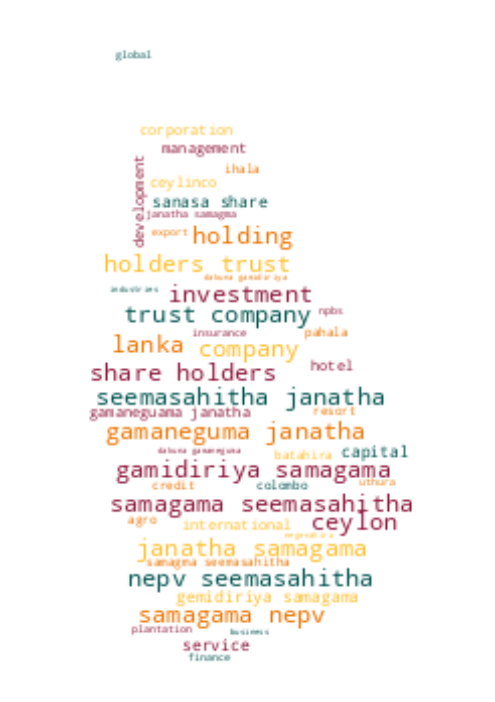 global
corporation
management
development
ihala
ceylinco
sanasa share
janatha samagma
export holding
holders trust
dakuna gamidiriya
industries investment
trust company npbs
insurance pahala
lanka company
share holders hotel
seemasahitha janatha
gamaneguama janatha resort
gamaneguma janatha
dakuna gamaneguna
batahira capital
gamidiriya samagama
credit colombo uthura
samagama seemasahitha
agro international ceylon
janatha samagama
samagma seemasahitha
nepv seemasahitha
gemidiriya samagama
samagama nepv
plantation business
service
finance